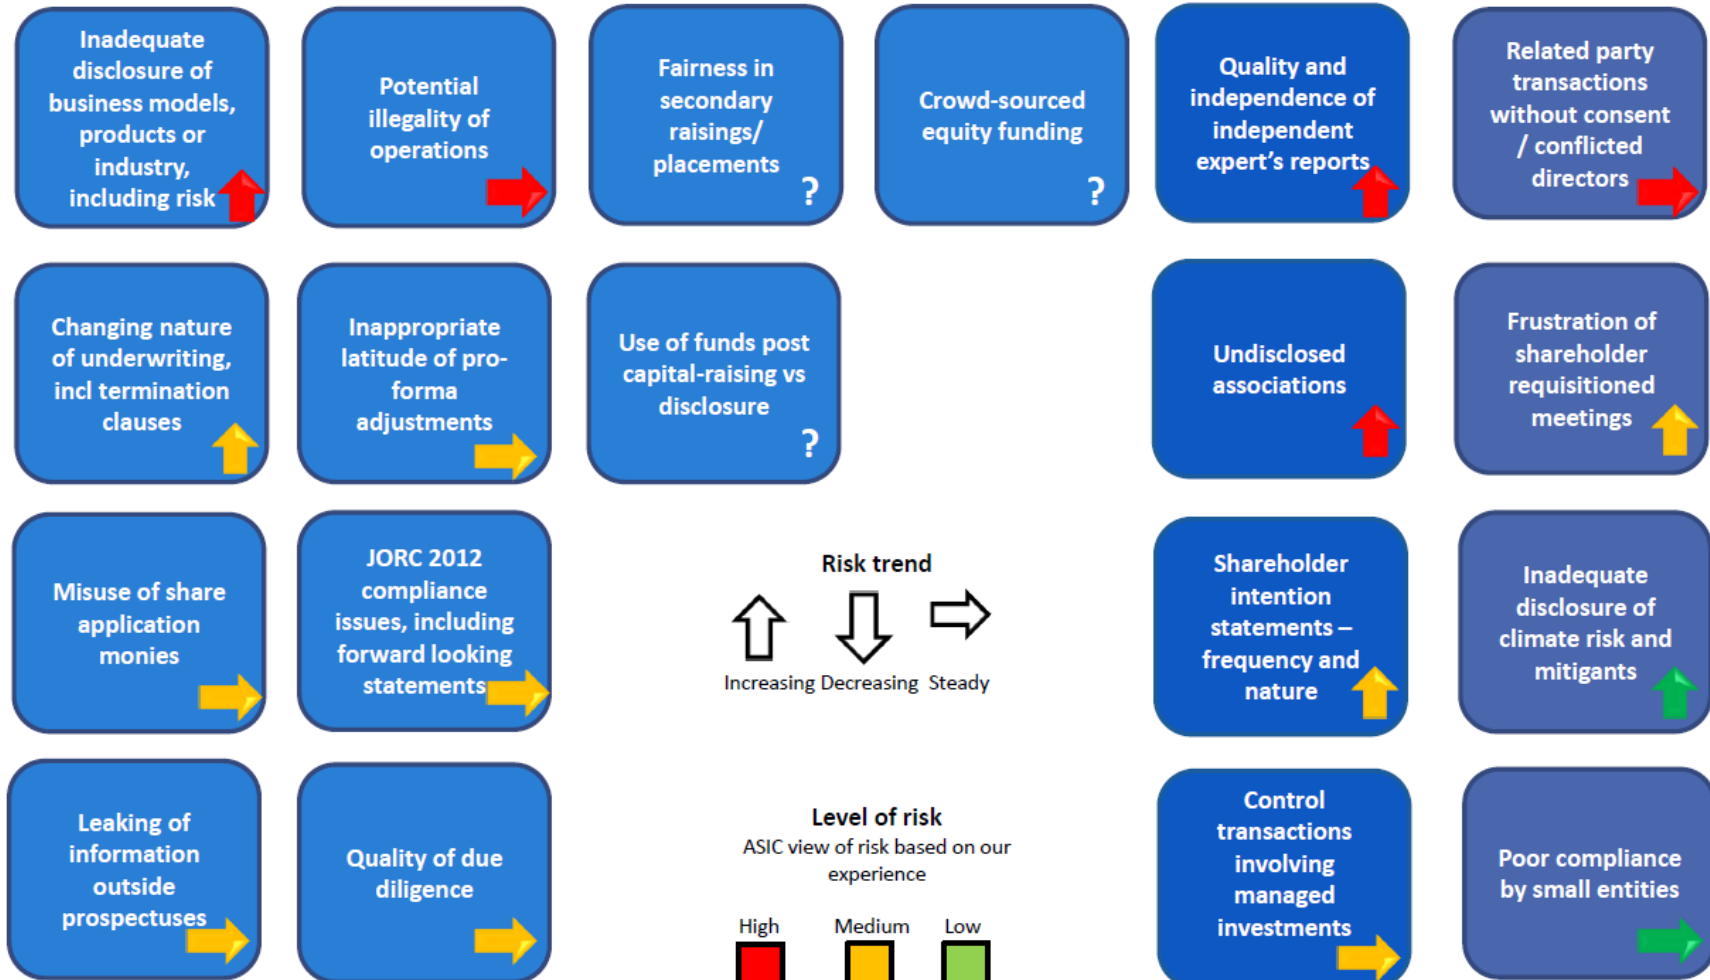 Inadequate
disclosure of
business models,
products or
industry,
including risk
Potential
illegality of
operations
Fairness in
secondary
raisings/
placements
?
Crowd-sourced
equity funding
?
Quality and
independence of
independent
expert's reports
Related party
transactions
without consent
/ conflicted
directors
Changing nature
of underwriting,
incl termination
clauses
Inappropriate
latitude of pro-
forma
adjustments
Use of funds post
capital-raising vs
disclosure
?
Undisclosed
associations
Frustration of
shareholder
requisitioned
meetings
Misuse of share
application
monies
JORC 2012
compliance
issues, including
forward looking
statements
Risk trend
Increasing Decreasing Steady
Shareholder
intention
statements –
frequency and
nature
Inadequate
disclosure of
climate risk and
mitigants
Leaking of
information
outside
prospectuses
Quality of due
diligence
Level of risk
ASIC view of risk based on our
experience
High Medium Low
Control
transactions
involving
managed
investments
Poor compliance
by small entities